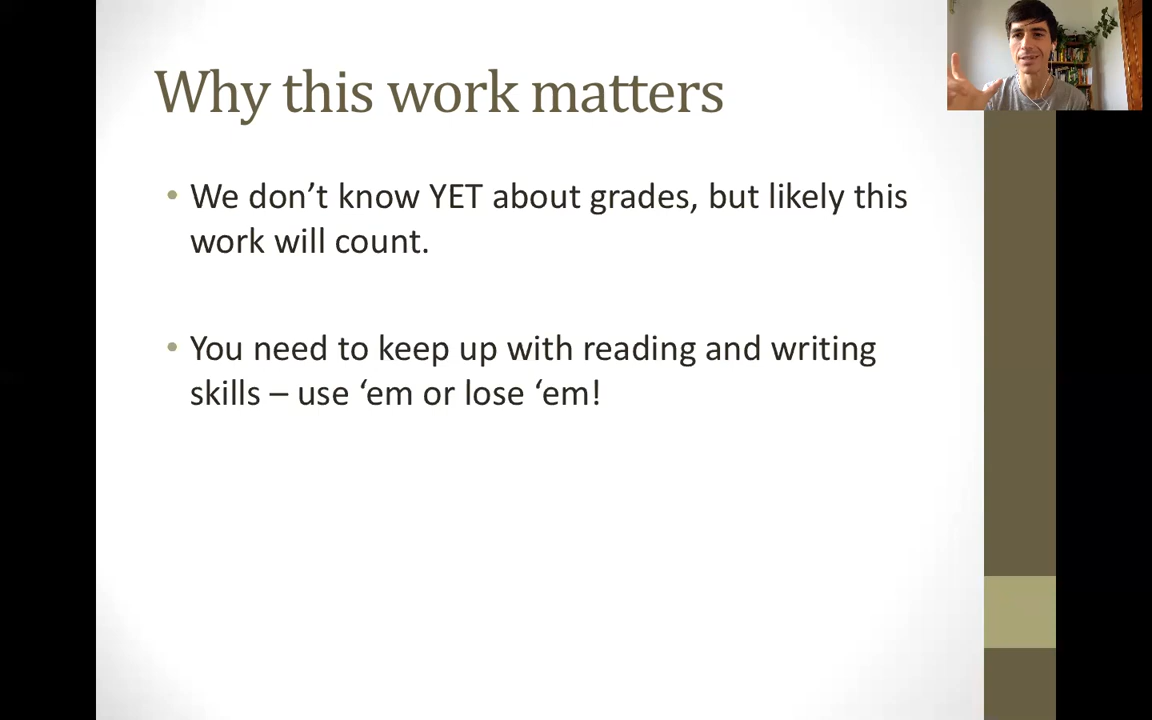 Why this work matters
• We don’t know YET about grades, but likely this
work will count.
• You need to keep up with reading and writing
skills – use ‘em or lose ‘em!